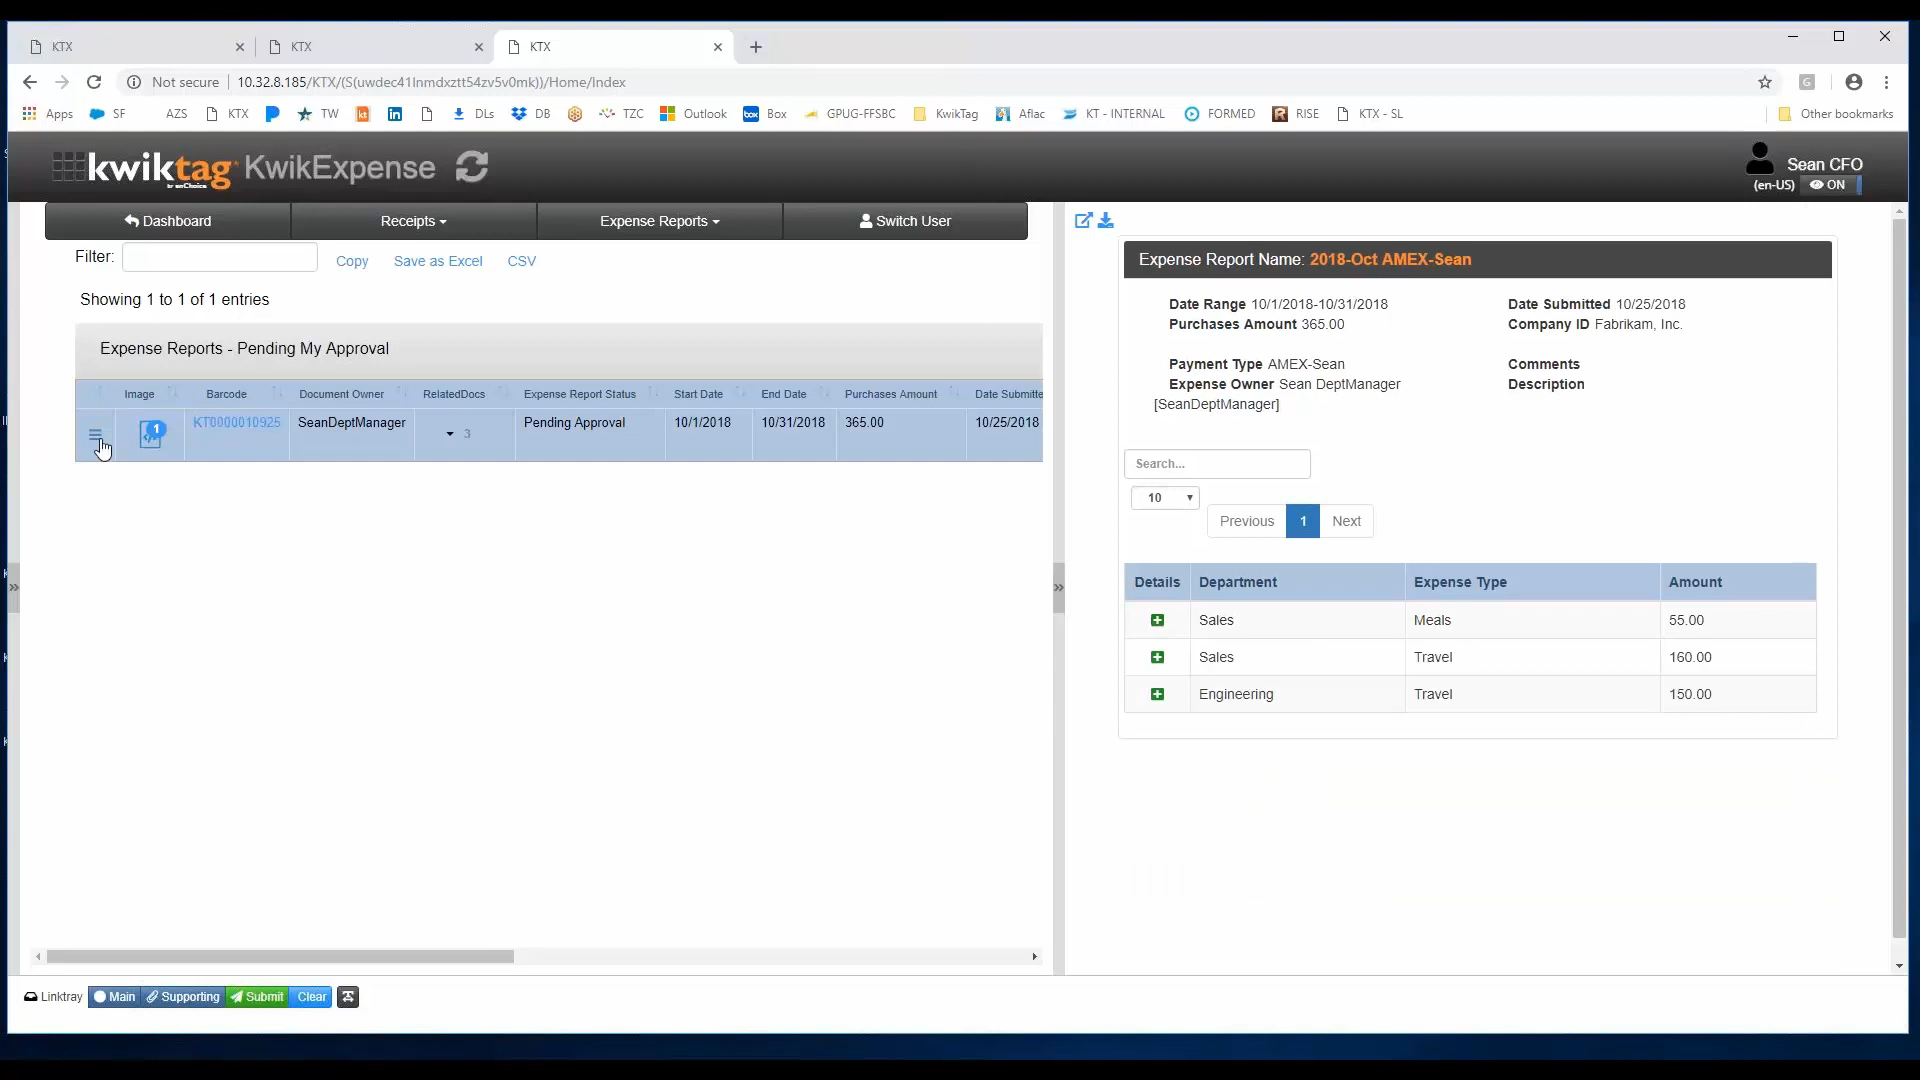 KTX
KTX
KTX
Not secure | 10.32.8.185/KTX/(S(uwdec41lnmdxztt54zv5v0mk))/Home/Index
Apps SF AZS KTX TW DLs DB TZC Outlook Box GPUG-FFSBC KwikTag Aflac KT - INTERNAL FORMED RISE KTX - SL Other bookmarks
kwiktag KwikExpense
by enChoice
Sean CFO
(en-US) ON
Dashboard Receipts Expense Reports Switch User
Filter: Copy Save as Excel CSV
Showing 1 to 1 of 1 entries
Expense Reports - Pending My Approval
Image Barcode Document Owner RelatedDocs Expense Report Status Start Date End Date Purchases Amount Date Submitte
1 KT0000010925 SeanDeptManager 3 Pending Approval 10/1/2018 10/31/2018 365.00 10/25/2018
Expense Report Name: 2018-Oct AMEX-Sean
Date Range 10/1/2018-10/31/2018 Date Submitted 10/25/2018
Purchases Amount 365.00 Company ID Fabrikam, Inc.
Payment Type AMEX-Sean Comments
Expense Owner Sean DeptManager Description
[SeanDeptManager]
Search...
10
Previous 1 Next
Details Department Expense Type Amount
Sales Meals 55.00
Sales Travel 160.00
Engineering Travel 150.00
Linktray Main Supporting Submit Clear